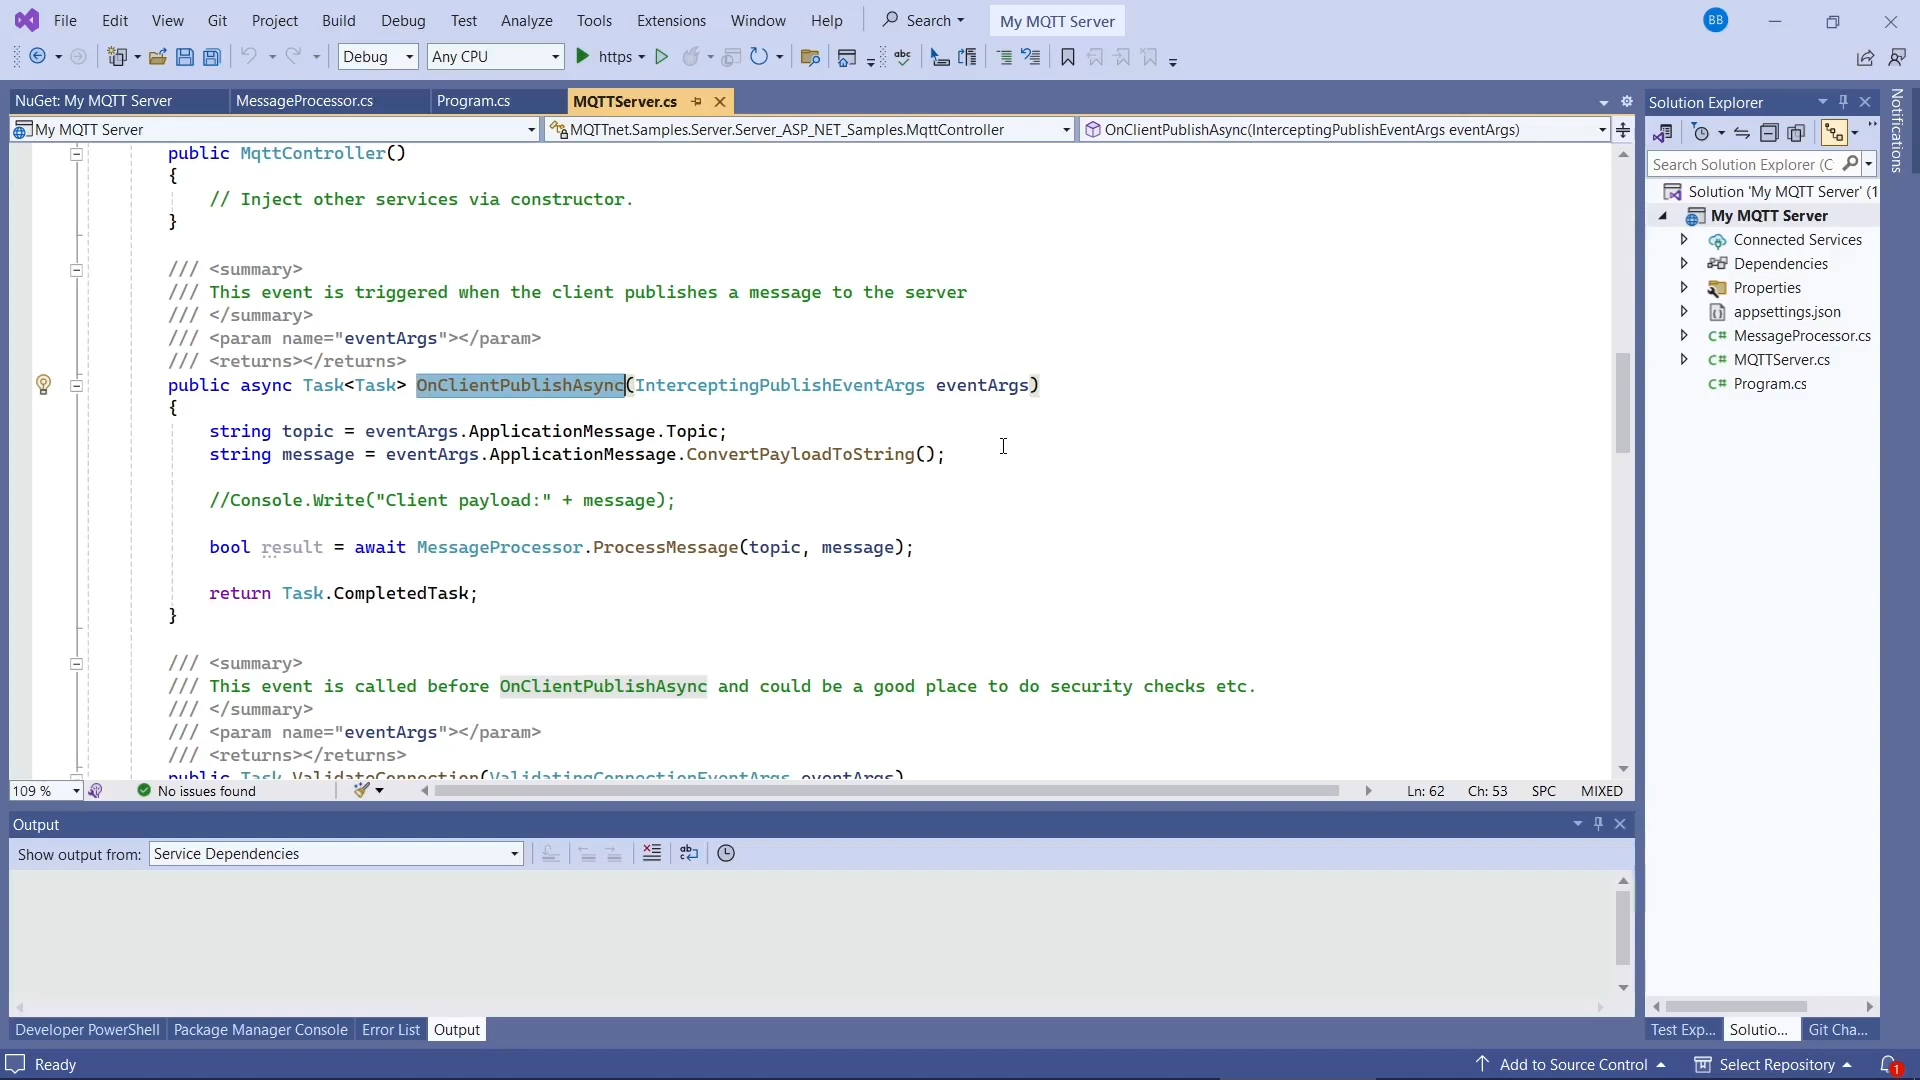 File Edit View Git Project Build Debug Test Analyze Tools Extensions Window Help Search My MQTT Server BB
Debug Any CPU https abc
NuGet: My MQTT Server MessageProcessor.cs Program.cs MQTTServer.cs
My MQTT Server MQTTnet.Samples.Server.Server_ASP_NET_Samples.MqttController OnClientPublishAsync(InterceptingPublishEventArgs eventArgs)
public MqttController()
{
// Inject other services via constructor.
}
/// <summary>
/// This event is triggered when the client publishes a message to the server
/// </summary>
/// <param name="eventArgs"></param>
/// <returns></returns>
public async Task<Task> OnClientPublishAsync(InterceptingPublishEventArgs eventArgs)
{
string topic = eventArgs.ApplicationMessage.Topic;
string message = eventArgs.ApplicationMessage.ConvertPayloadToString();
//Console.Write("Client payload:" + message);
bool result = await MessageProcessor.ProcessMessage(topic, message);
return Task.CompletedTask;
}
/// <summary>
/// This event is called before OnClientPublishAsync and could be a good place to do security checks etc.
/// </summary>
/// <param name="eventArgs"></param>
/// <returns></returns>
public Task ValidateConnection(ValidatingConnectionEventArgs eventArgs)
109 % No issues found Ln: 62 Ch: 53 SPC MIXED
Output
Show output from: Service Dependencies
Developer PowerShell Package Manager Console Error List Output
Solution Explorer
Search Solution Explorer (C
Solution 'My MQTT Server' (1
My MQTT Server
Connected Services
Dependencies
Properties
appsettings.json
C# MessageProcessor.cs
C# MQTTServer.cs
C# Program.cs
Test Exp... Solutio... Git Cha...
Notifications
Ready Add to Source Control Select Repository 1